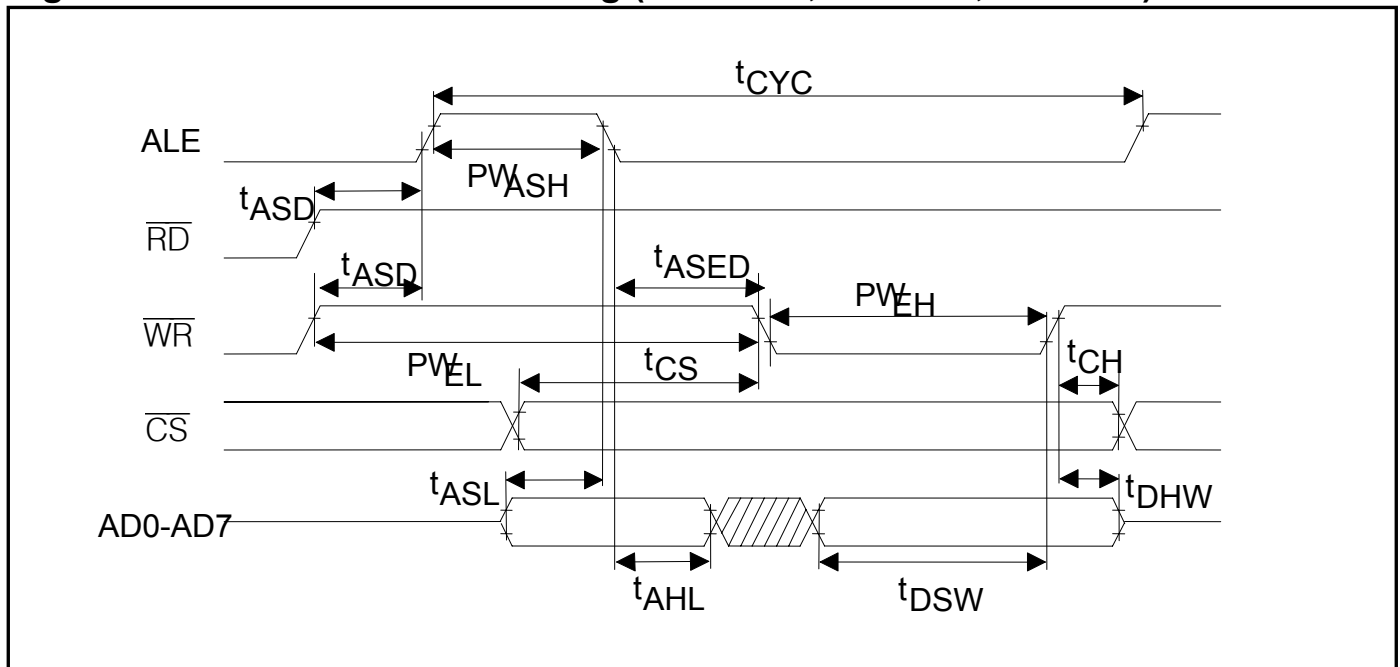 tCYC
ALE
PWASH
tASD
RD
tASD
tASED
PWEH
WR
PWEL
tCS
tCH
CS
tASL
tDHW
AD0-AD7
tAHL
tDSW